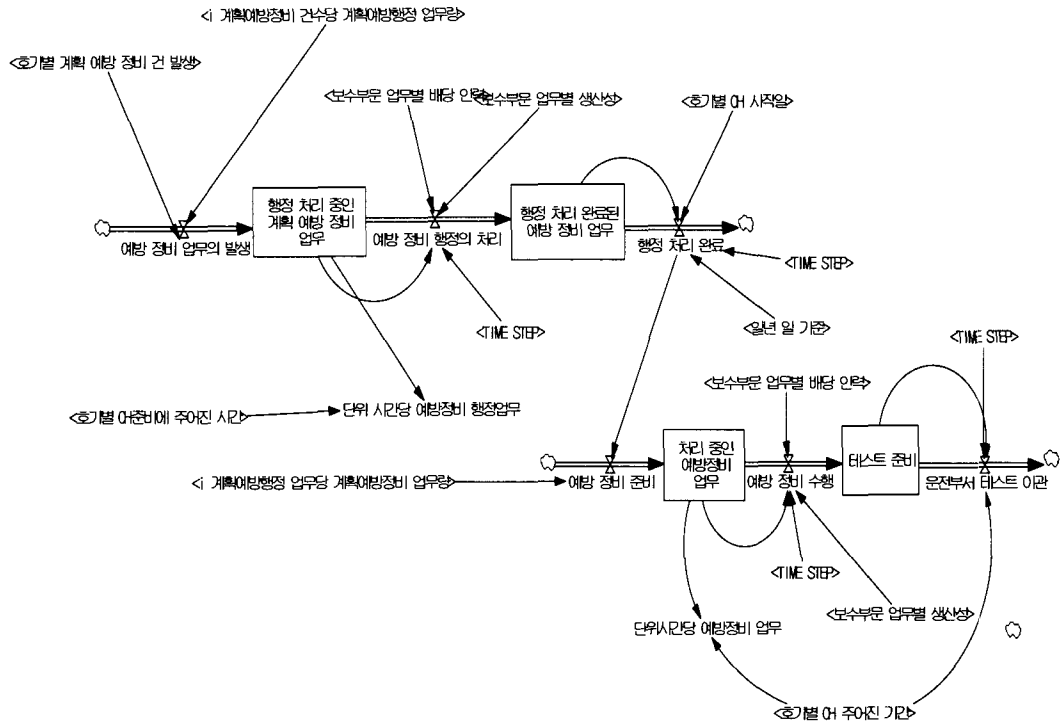 <i 계획예방정비 건수당 계획예방행정 업무량>
<호기별 계획 예방 정비 건 발생>
<보수부문 업무별 배당 인력>
<보수부문 업무별 생산성>
<호기별 OH 시작일>
행정 처리 중인
계획 예방 정비
업무
행정 처리 완료된
예방 정비 업무
예방 정비 업무의 발생
예방 정비 행정의 처리
행정 처리 완료
<TIME STEP>
<TIME STEP>
<일년 일 기준>
<TIME STEP>
<호기별 OH준비에 주어진 시간>
단위 시간당 예방정비 행정업무
<보수부문 업무별 배당 인력>
처리 중인
예방정비
업무
테스트 준비
<i 계획예방행정 업무당 계획예방정비 업무량>
예방 정비 준비
예방 정비 수행
운전부서 테스트 이관
<TIME STEP>
<보수부문 업무별 생산성>
단위시간당 예방정비 업무
<호기별 OH 주어진 기간>